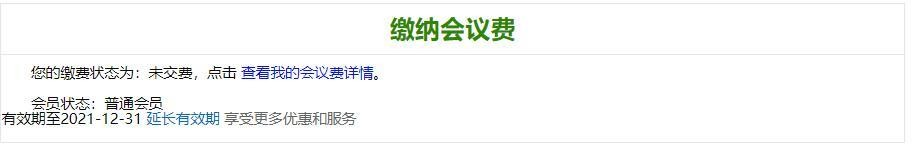 缴纳会议费
您的缴费状态为：未交费，点击 查看我的会议费详情。
会员状态：普通会员
有效期至2021-12-31 延长有效期 享受更多优惠和服务